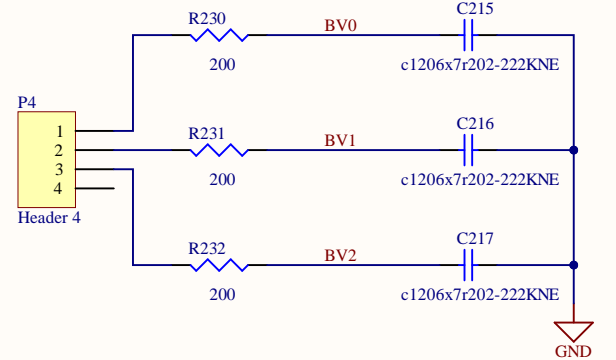 C215
R230
BV0
200
c1206x7r202-222KNE
P4
1
2
3
4
Header 4
C216
R231
BV1
200
c1206x7r202-222KNE
C217
R232
BV2
200
c1206x7r202-222KNE
GND